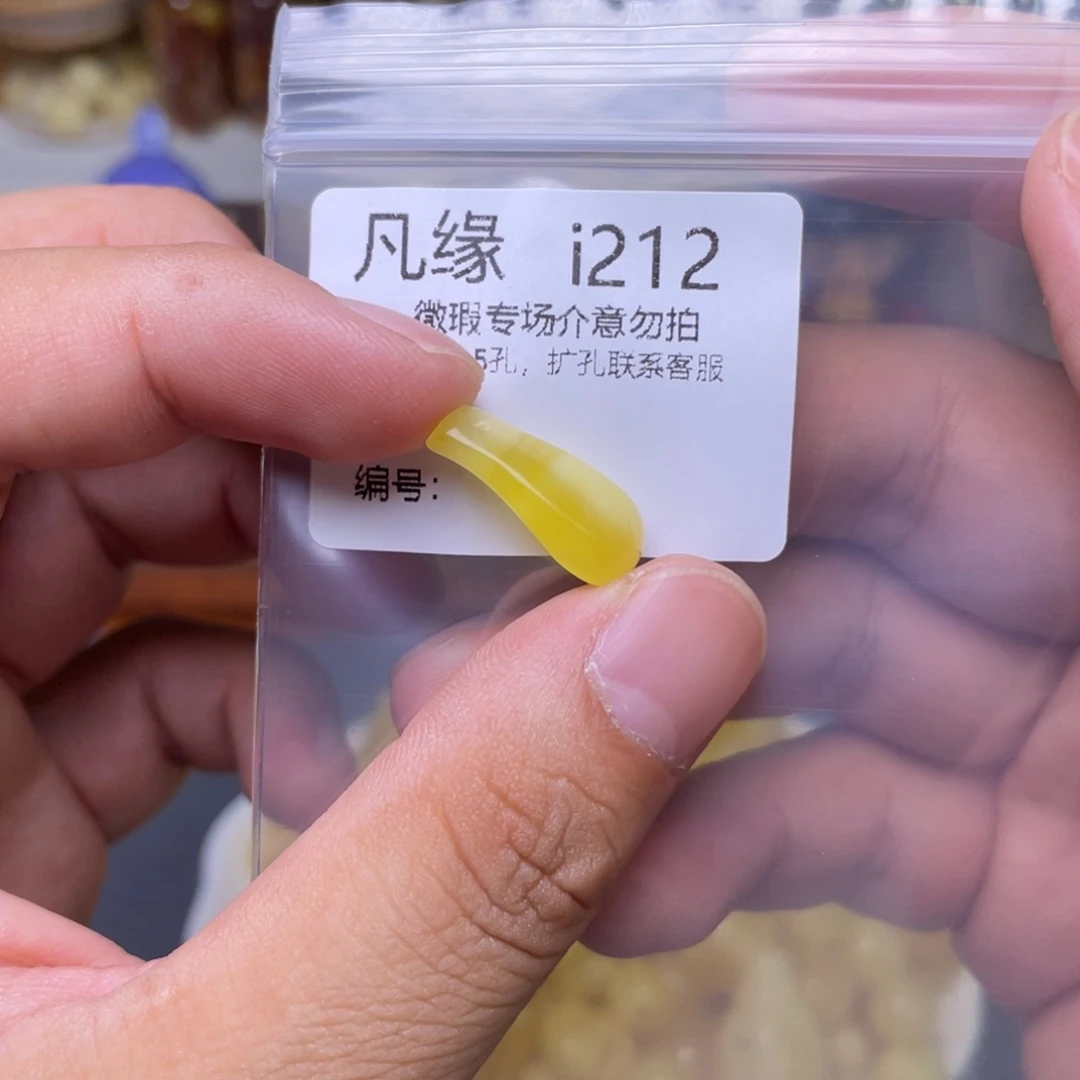 凡缘 i212
微瑕专场介意勿拍
5孔，扩孔联系客服
编号：